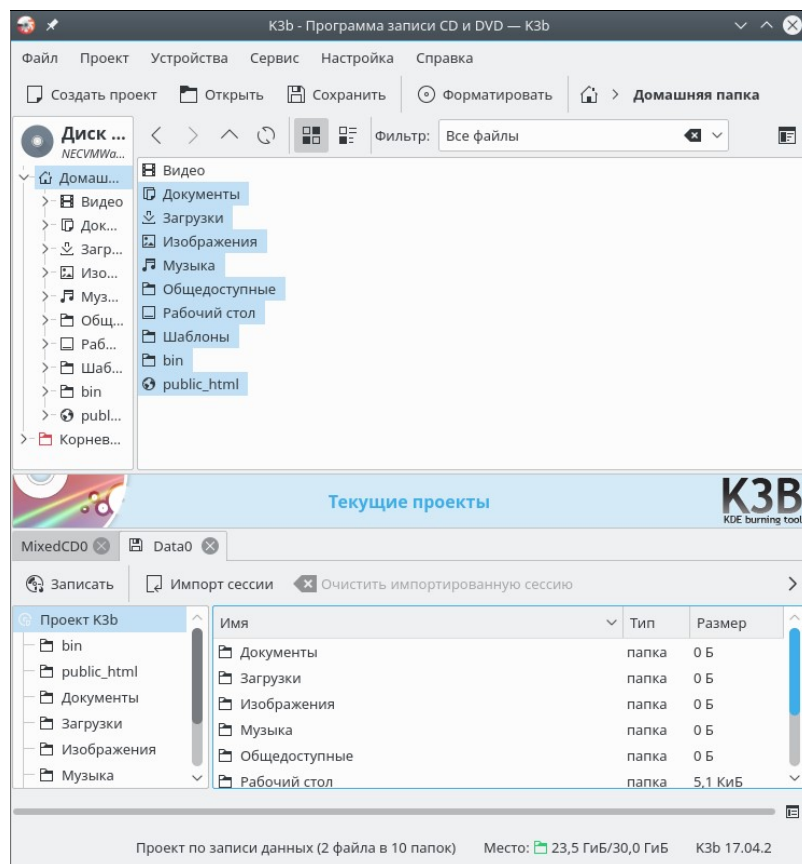 K3b - Программа записи CD и DVD — K3b
Файл Проект Устройства Сервис Настройка Справка
Создать проект Открыть Сохранить Форматировать > Домашняя папка
Диск ...
NECVMWa...
Фильтр: Все файлы
Домаш...
Видео
Док...
Загр...
Изо...
Муз...
Общ...
Раб...
Шаб...
bin
publ...
Корнев...
Видео
Документы
Загрузки
Изображения
Музыка
Общедоступные
Рабочий стол
Шаблоны
bin
public_html
Текущие проекты
K3B
KDE burning tool
MixedCD0 Data0
Записать Импорт сессии Очистить импортированную сессию
Проект K3b
bin
public_html
Документы
Загрузки
Изображения
Музыка
Имя Тип Размер
Документы папка 0 Б
Загрузки папка 0 Б
Изображения папка 0 Б
Музыка папка 0 Б
Общедоступные папка 0 Б
Рабочий стол папка 5,1 КиБ
Проект по записи данных (2 файла в 10 папок) Место: 23,5 ГиБ/30,0 ГиБ K3b 17.04.2